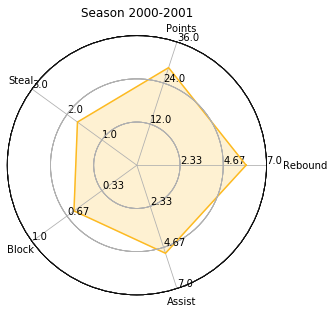 Season 2000-2001
Points
36.0
Steal
3.0
24.0
2.0
12.0
1.0
2.33
4.67
7.0
Rebound
0.33
2.33
0.67
1.0
4.67
Block
7.0
Assist